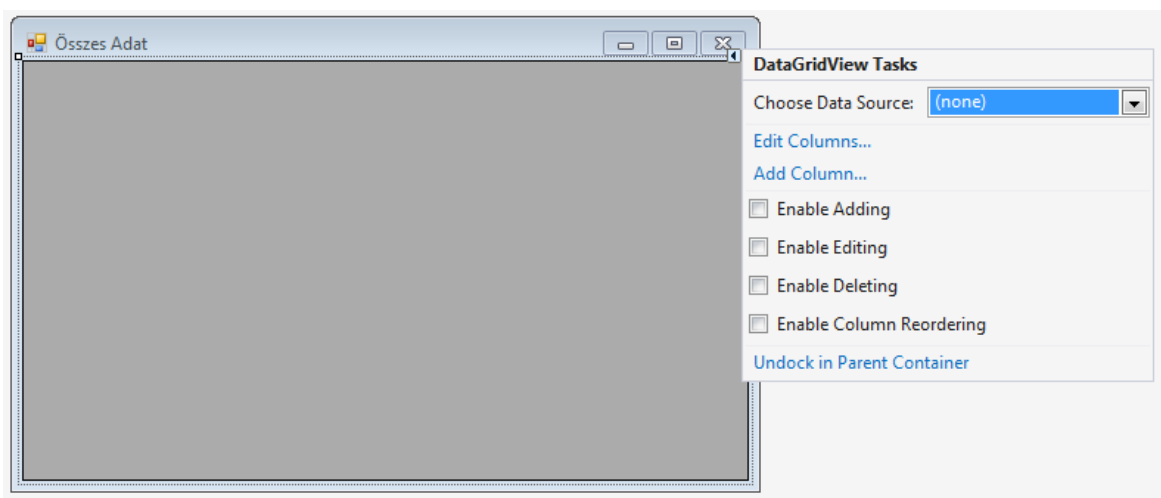 Összes Adat
DataGridView Tasks
Choose Data Source: (none)
Edit Columns...
Add Column...
Enable Adding
Enable Editing
Enable Deleting
Enable Column Reordering
Undock in Parent Container